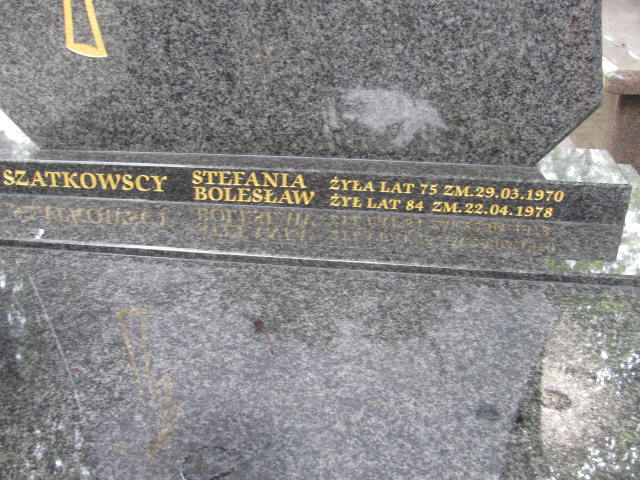 SZATKOWSCY STEFANIA ŻYŁA LAT 75 ZM.29.03.1970
BOLESŁAW ŻYŁ LAT 84 ZM.22.04.1978